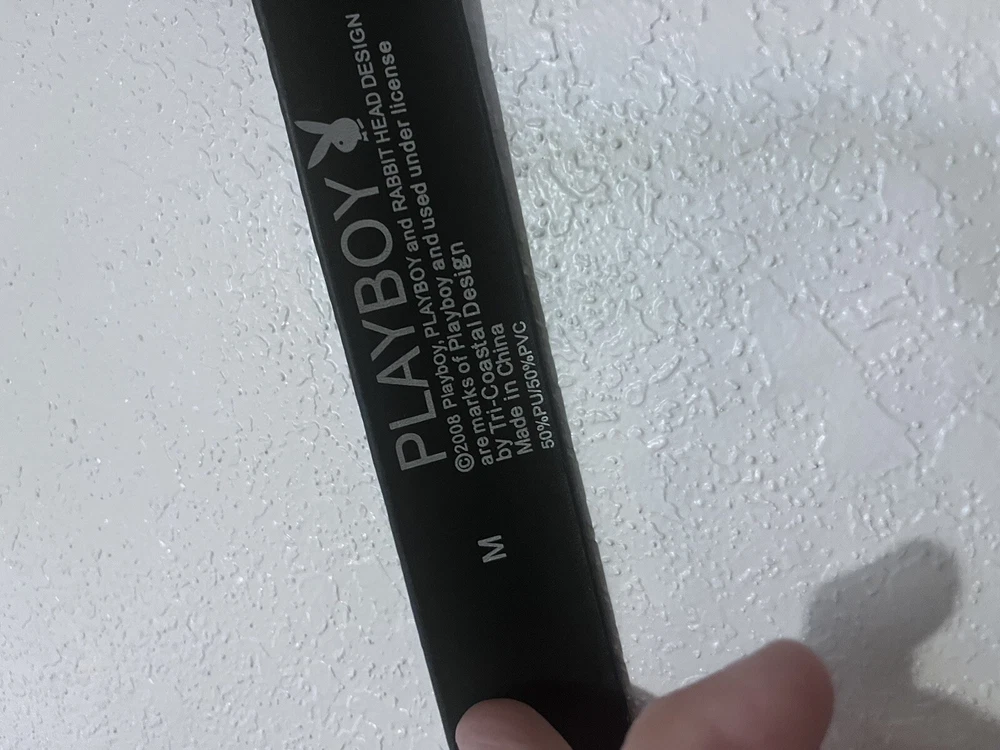 PLAYBOY
©2008 Playboy, PLAYBOY and RABBIT HEAD DESIGN
are marks of Playboy and used under license
by Tri-Coastal Design
Made in China
50%PU/50%PVC
M